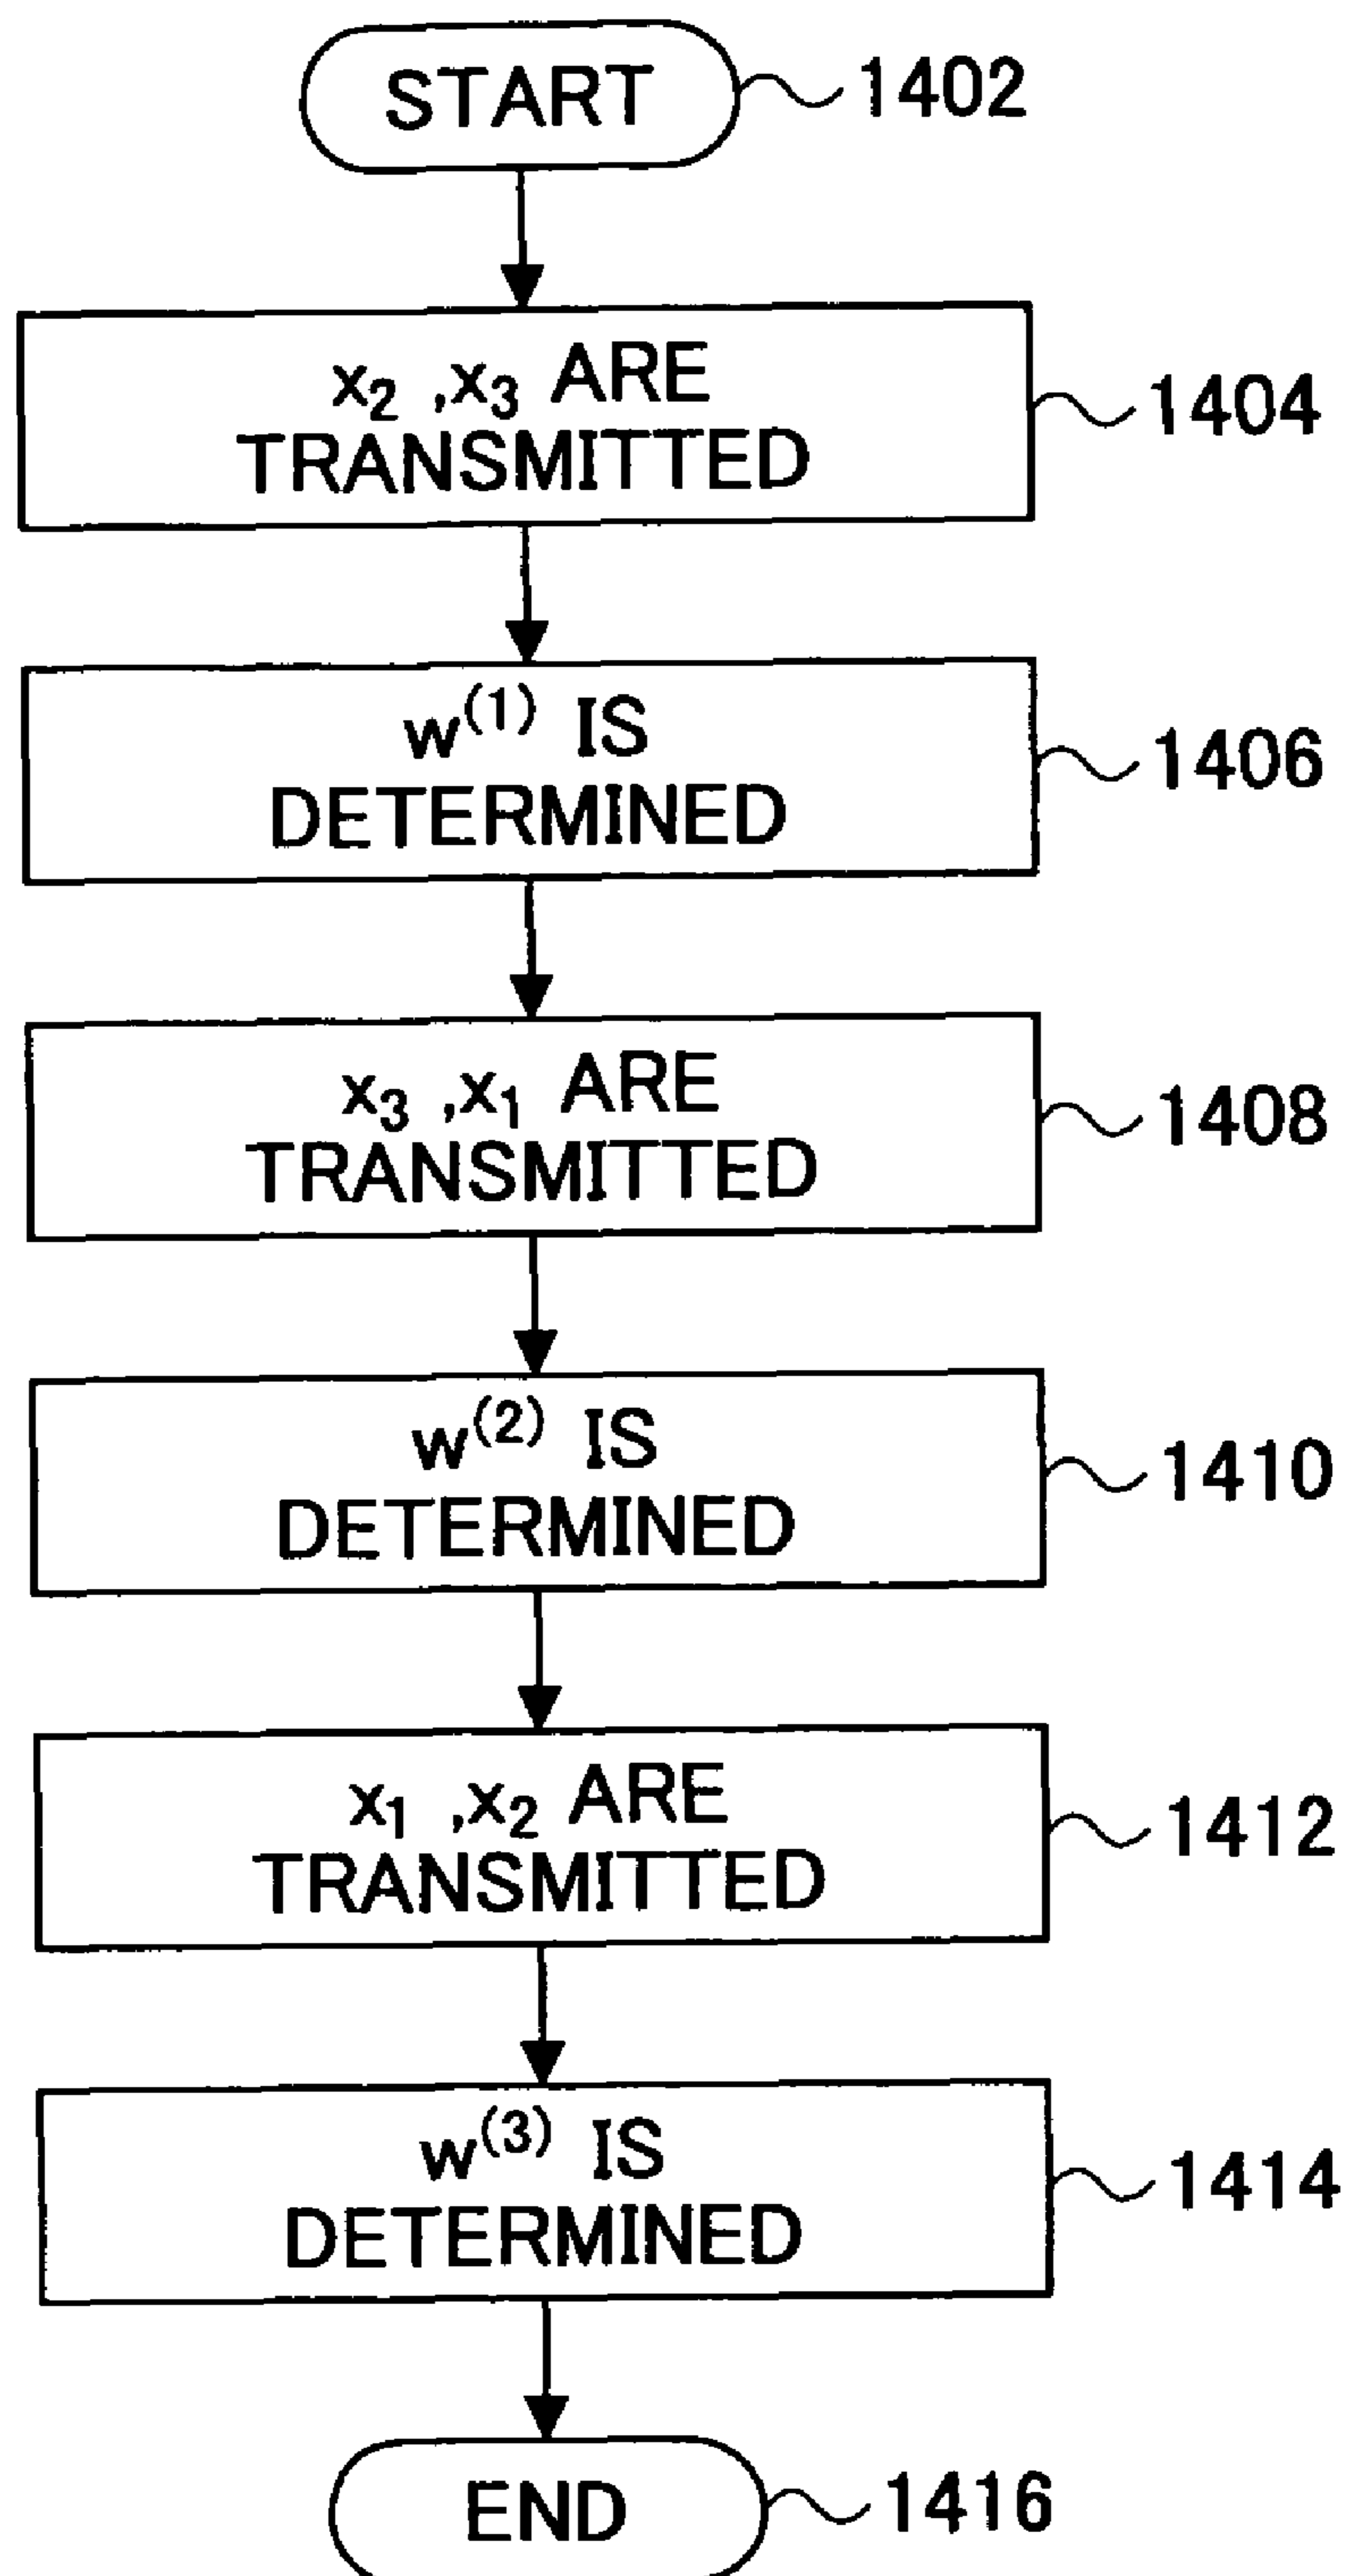 START
1402
x₂ ,x₃ ARE
TRANSMITTED
1404
w⁽¹⁾ IS
DETERMINED
1406
x₃ ,x₁ ARE
TRANSMITTED
1408
w⁽²⁾ IS
DETERMINED
1410
x₁ ,x₂ ARE
TRANSMITTED
1412
w⁽³⁾ IS
DETERMINED
1414
END
1416